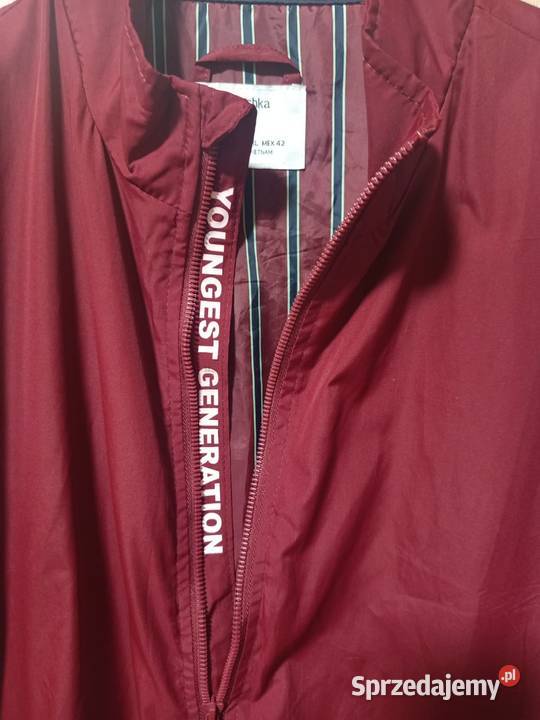 MEX 42
YOUNGEST GENERATION
Sprzedajemy.pl